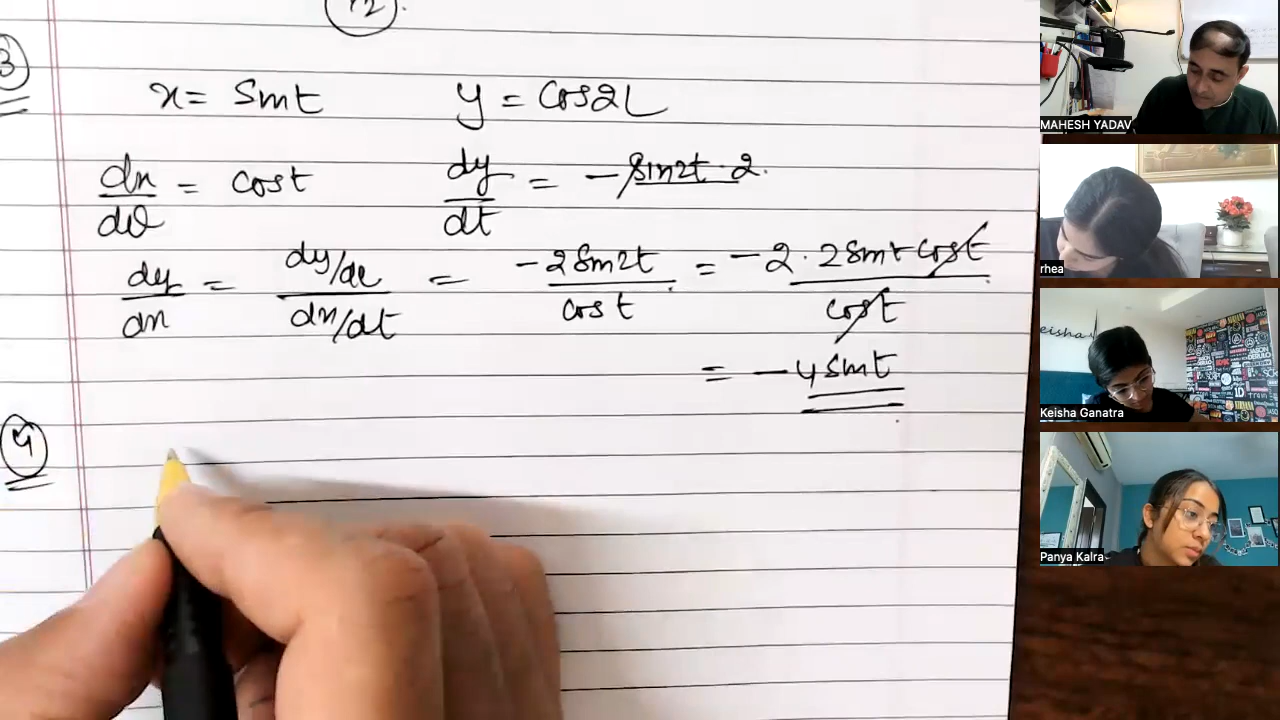 3
x = Sint y = Cos2t
dx/dθ = cost dy/dt = - Sin2t · 2.
dy/dx = dy/dt / dx/dt = -2Sin2t / cost = -2 · 2Sint cost / cost
= -4Sint
4
MAHESH YADAV
rhea
Keisha Ganatra
Panya Kalra